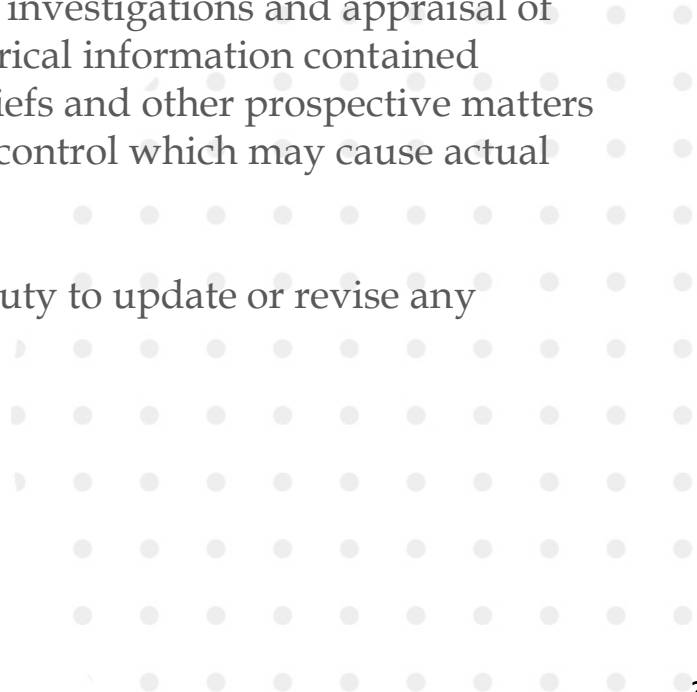 investigations and appraisal of
rical information contained
iefs and other prospective matters
control which may cause actual
uty to update or revise any